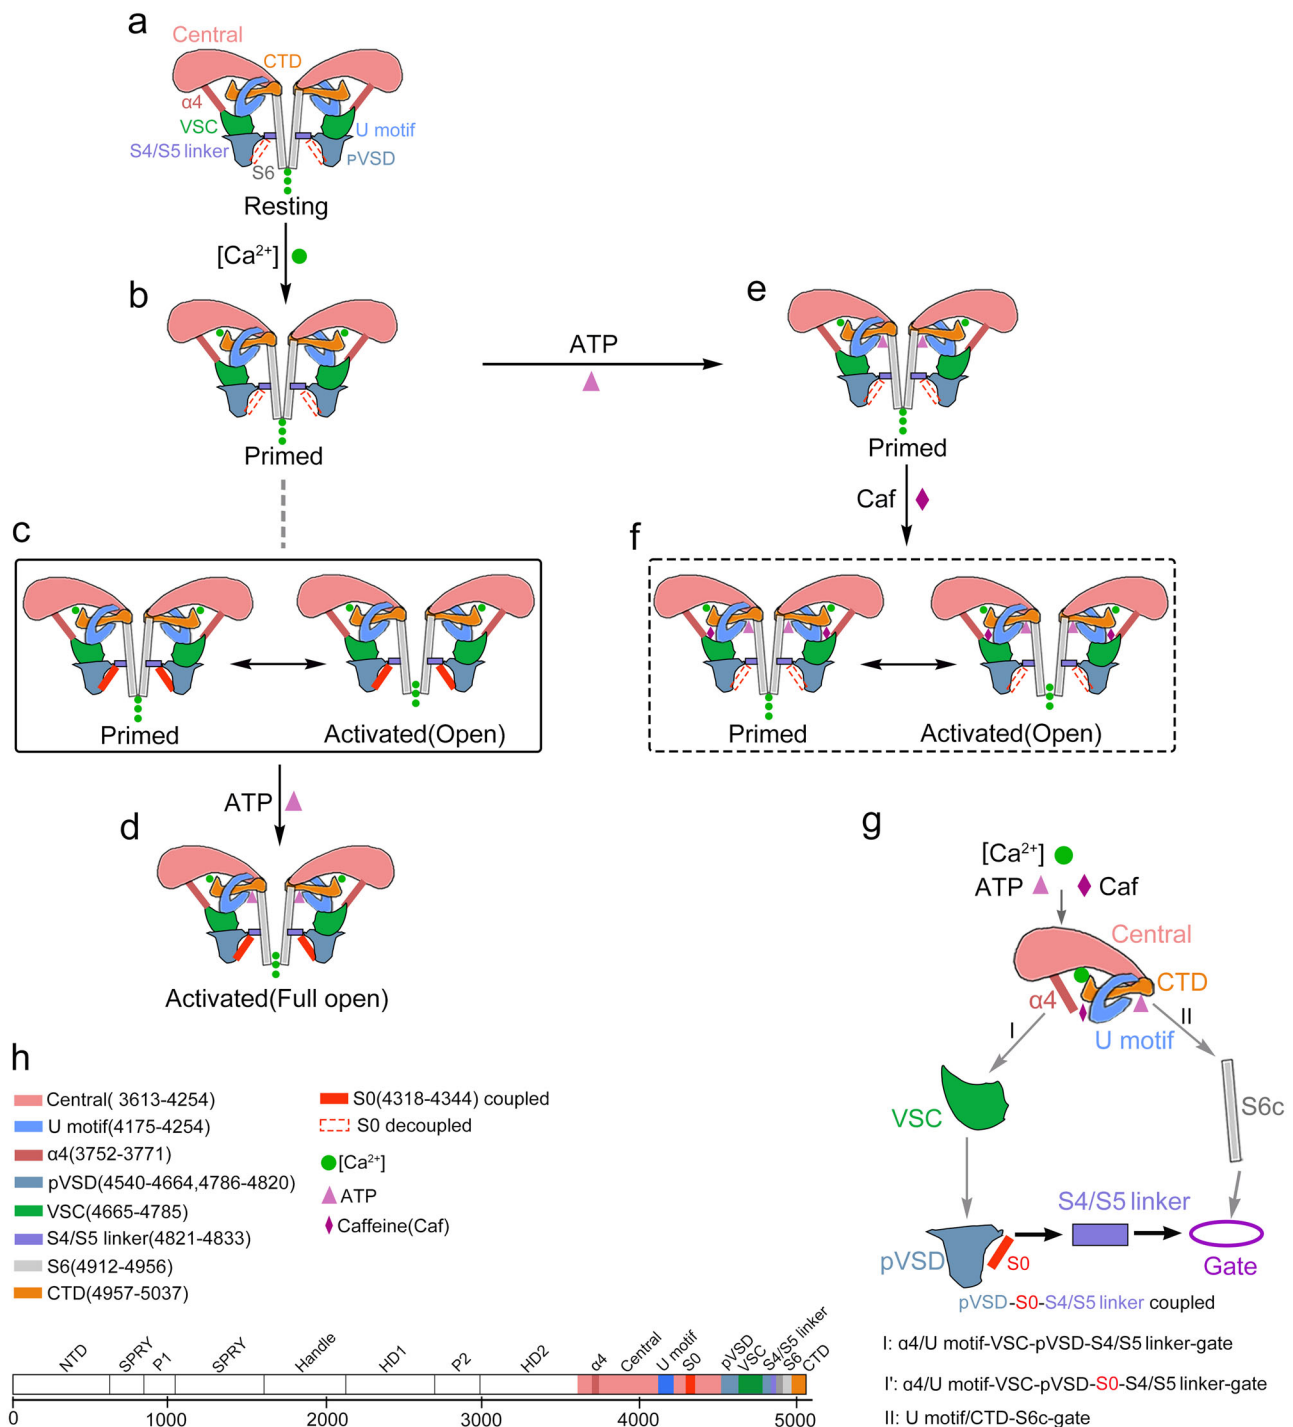 a
Central
CTD
α4
VSC
U motif
S4/S5 linker
pVSD
S6
Resting
[Ca²⁺]
b
Primed
ATP
e
Primed
Caf
c
Primed
Activated(Open)
f
Primed
Activated(Open)
ATP
d
Activated(Full open)
g
[Ca²⁺]
ATP
Caf
Central
CTD
α4
U motif
I
II
VSC
S6c
S4/S5 linker
pVSD
S0
Gate
pVSD-S0-S4/S5 linker coupled
I: α4/U motif-VSC-pVSD-S4/S5 linker-gate
I': α4/U motif-VSC-pVSD-S0-S4/S5 linker-gate
II: U motif/CTD-S6c-gate
h
Central( 3613-4254)
U motif(4175-4254)
α4(3752-3771)
pVSD(4540-4664,4786-4820)
VSC(4665-4785)
S4/S5 linker(4821-4833)
S6(4912-4956)
CTD(4957-5037)
S0(4318-4344) coupled
S0 decoupled
[Ca²⁺]
ATP
Caffeine(Caf)
NTD
SPRY
P1
SPRY
Handle
HD1
P2
HD2
α4
Central
U motif
S0
pVSD
VSC
S4/S5 linker
S6
CTD
0 1000 2000 3000 4000 5000